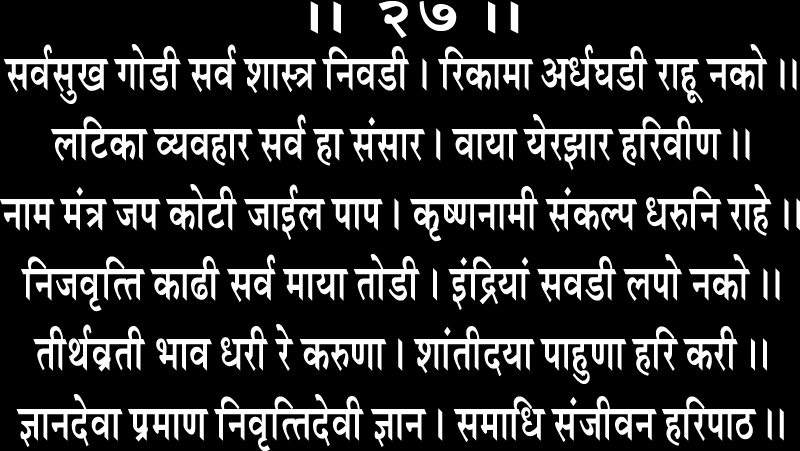 ।। २७ ।।
सर्वसुख गोडी सर्व शास्त्र निवडी । रिकामा अर्धघडी राहू नको ।।
लटिका व्यवहार सर्व हा संसार । वाया येरझार हरिवीण ।।
नाम मंत्र जप कोटी जाईल पाप । कृष्णनामी संकल्प धरुनि राहे ।।
निजवृत्ति काढी सर्व माया तोडी । इंद्रियां सवडी लपो नको ।।
तीर्थव्रती भाव धरी रे करुणा । शांतीदया पाहुणा हरि करी ।।
ज्ञानदेवा प्रमाण निवृत्तिदेवी ज्ञान । समाधि संजीवन हरिपाठ ।।